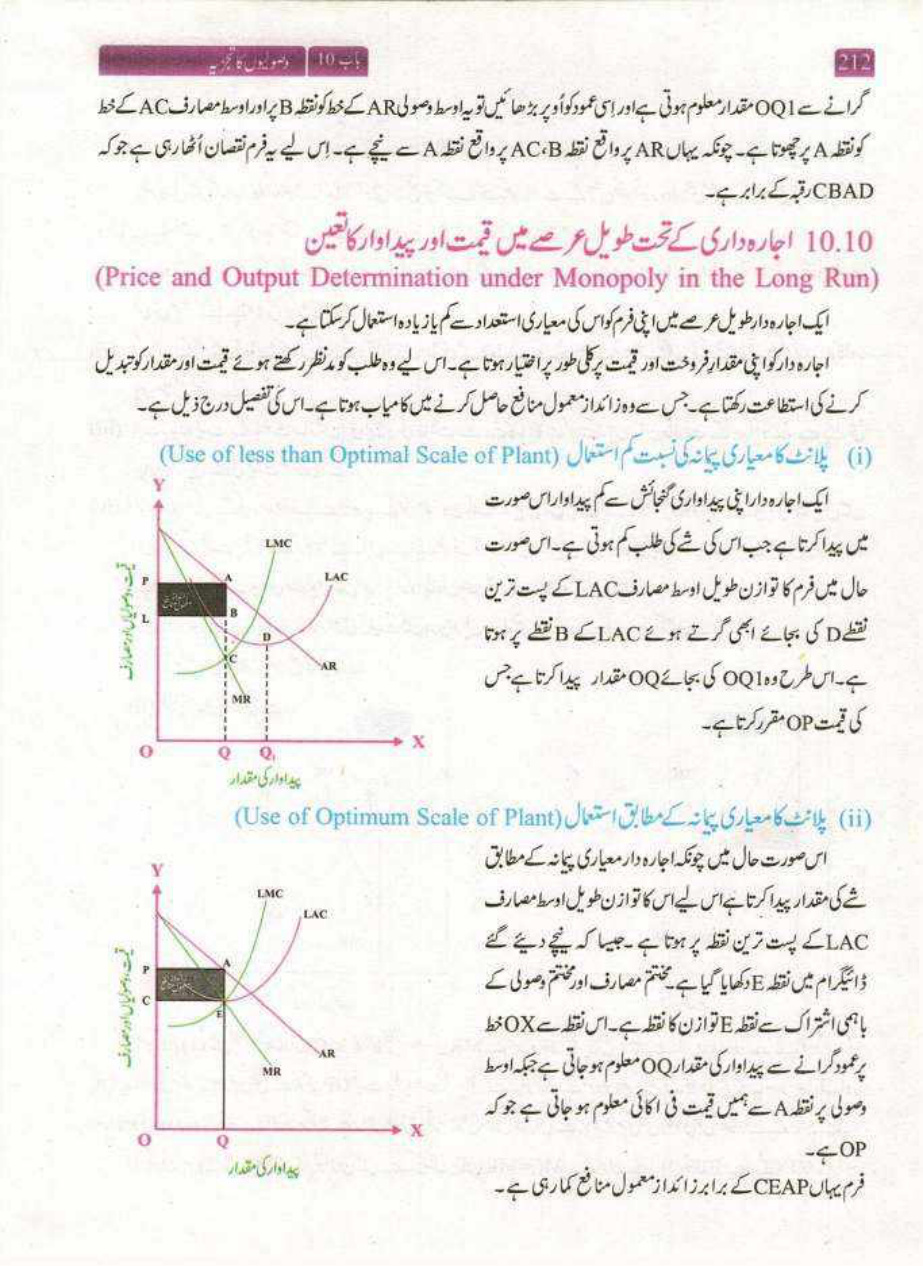 212
باب 10 وصولیوں کا تجزیہ
گرانے سے OQ1 مقدار معلوم ہوتی ہے اور اِسی عمود کو اُوپر بڑھائیں تو یہ اوسط وصولی AR کے خط کو نقطہ B پر اور اوسط مصارف AC کے خط
کو نقطہ A پر چھوتا ہے۔ چونکہ یہاں AR پر واقع نقطہ B، AC پر واقع نقطہ A سے نیچے ہے۔ اِس لیے یہ فرم نقصان اُٹھا رہی ہے جو کہ
CBAD رقبہ کے برابر ہے۔
10.10 اجارہ داری کے تحت طویل عرصے میں قیمت اور پیداوار کا تعین
(Price and Output Determination under Monopoly in the Long Run)
ایک اجارہ دار طویل عرصے میں اپنی فرم کو اس کی معیاری استعداد سے کم یا زیادہ استعمال کر سکتا ہے۔
اجارہ دار کو اپنی مقدار فروخت اور قیمت پر کلی طور پر اختیار ہوتا ہے۔ اس لیے وہ طلب کو مدنظر رکھتے ہوئے قیمت اور مقدار کو تبدیل
کرنے کی استطاعت رکھتا ہے۔ جس سے وہ زائد از معمول منافع حاصل کرنے میں کامیاب ہوتا ہے۔ اس کی تفصیل درج ذیل ہے۔
(i) پلانٹ کا معیاری پیمانہ کی نسبت کم استعمال (Use of less than Optimal Scale of Plant)
ایک اجارہ دار اپنی پیداواری گنجائش سے کم پیداوار اس صورت
میں پیدا کرتا ہے جب اس کی شے کی طلب کم ہوتی ہے۔ اس صورت
حال میں فرم کا توازن طویل اوسط مصارف LAC کے پست ترین
نقطے D کی بجائے ابھی گرتے ہوئے LAC کے B نقطے پر ہوتا
ہے۔ اس طرح وہ OQ1 کی بجائے OQ مقدار پیدا کرتا ہے جس
کی قیمت OP مقرر کرتا ہے۔
Y
LMC
LAC
P
A
B
L
D
C
AR
MR
O
Q
Q1
X
قیمت، وصولیاں اور مصارف
پیداوار کی مقدار
(ii) پلانٹ کا معیاری پیمانہ کے مطابق استعمال (Use of Optimum Scale of Plant)
اس صورت حال میں چونکہ اجارہ دار معیاری پیمانہ کے مطابق
شے کی مقدار پیدا کرتا ہے اس لیے اس کا توازن طویل اوسط مصارف
LAC کے پست ترین نقطہ پر ہوتا ہے ۔ جیسا کہ نیچے دیئے گئے
ڈائیگرام میں نقطہ E دکھایا گیا ہے۔ مختتم مصارف اور مختتم وصولی کے
باہمی اشتراک سے نقطہ E توازن کا نقطہ ہے۔ اس نقطہ سے OX خط
پر عمود گرانے سے پیداوار کی مقدار OQ معلوم ہو جاتی ہے جبکہ اوسط
وصولی پر نقطہ A سے ہمیں قیمت فی اکائی معلوم ہو جاتی ہے جو کہ
OP ہے۔
فرم یہاں CEAP کے برابر زائد از معمول منافع کما رہی ہے۔
Y
LMC
LAC
P
A
C
E
AR
MR
O
Q
X
قیمت، وصولیاں اور مصارف
پیداوار کی مقدار